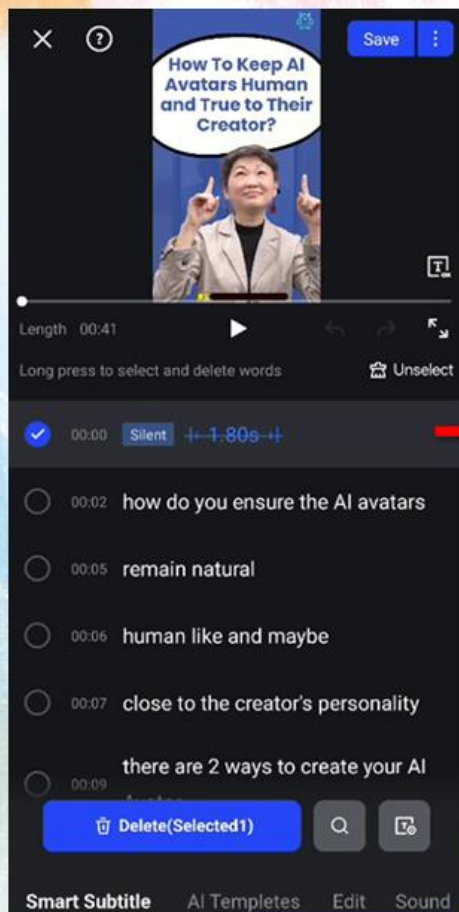 Save
How To Keep AI
Avatars Human
and True to Their
Creator?
Length 00:41
Long press to select and delete words
Unselect
00:00 Silent 1.80s
00:02 how do you ensure the AI avatars
00:05 remain natural
00:06 human like and maybe
00:07 close to the creator's personality
there are 2 ways to create your AI
00:09
Delete(Selected1)
Smart Subtitle AI Templetes Edit Sound